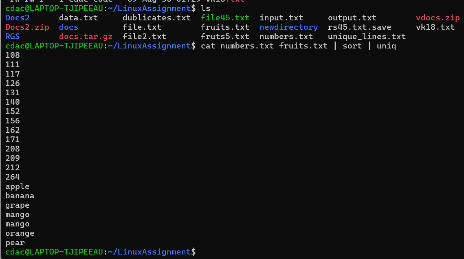 cdac@LAPTOP-TJIPEEAU:~/LinuxAssignment$ ls
Docs2 data.txt dublicates.txt file45.txt input.txt output.txt vdocs.zip
Docs2.zip docs file.txt fruits.txt newdirectory rs45.txt.save vk18.txt
RGS docs.tar.gz file2.txt fruts5.txt numbers.txt unique_lines.txt
cdac@LAPTOP-TJIPEEAU:~/LinuxAssignment$ cat numbers.txt fruits.txt | sort | uniq
108
111
117
126
131
140
152
156
162
171
208
209
212
264
apple
banana
grape
mango
mango
orange
pear
cdac@LAPTOP-TJIPEEAU:~/LinuxAssignment$